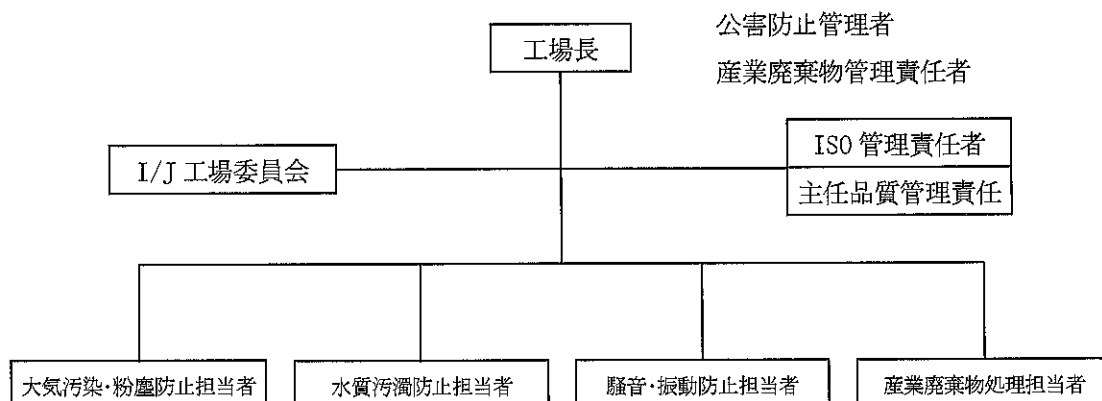 工場長
公害防止管理者
産業廃棄物管理責任者
I/J 工場委員会
ISO 管理責任者
主任品質管理責任
大気汚染・粉塵防止担当者
水質汚濁防止担当者
騒音・振動防止担当者
産業廃棄物処理担当者